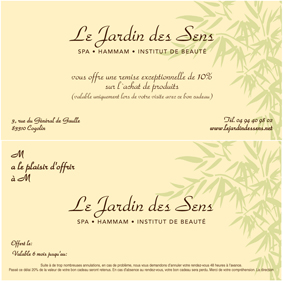 Le Jardin des Sens
SPA • HAMMAM • INSTITUT DE BEAUTÉ
vous offre une remise exceptionnelle de 10%
sur l'achat de produits
(valable uniquement lors de votre visite avec ce bon cadeau)
9, rue du Général de Gaulle
83310 Cogolin
Tél. 04 94 40 98 02
www.lejardindessens.net
M
a le plaisir d'offrir
à M
Le Jardin des Sens
SPA • HAMMAM • INSTITUT DE BEAUTÉ
Offert le:
Valable 6 mois jusqu'au:
Suite à de trop nombreuses annulations, en cas de problème, nous vous demandons d'annuler votre rendez-vous 48 heures à l'avance.
Passé ce délai 50% de la valeur de votre bon cadeau seront retenus. En cas d'absence au rendez-vous, votre bon cadeau sera perdu. Merci de votre compréhension. La direction